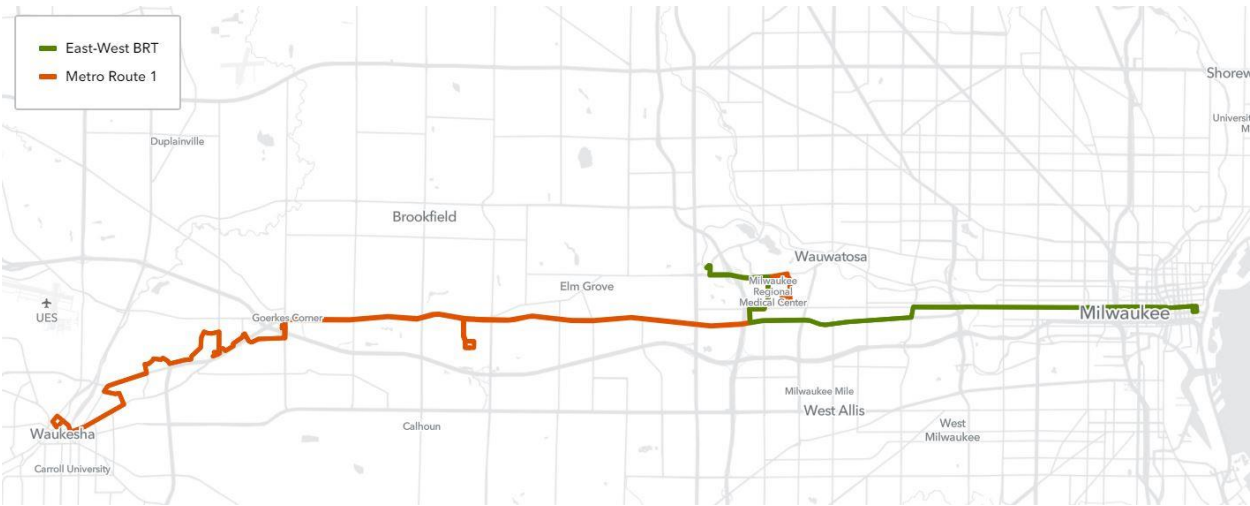 East-West BRT
Metro Route 1
Shorew
Universit
M
Duplainville
Brookfield
Wauwatosa
Elm Grove
Milwaukee
Regional
Medical Center
UES
Goerkes Corner
Milwaukee
Milwaukee Mile
West Allis
Calhoun
West
Milwaukee
Waukesha
Carroll University